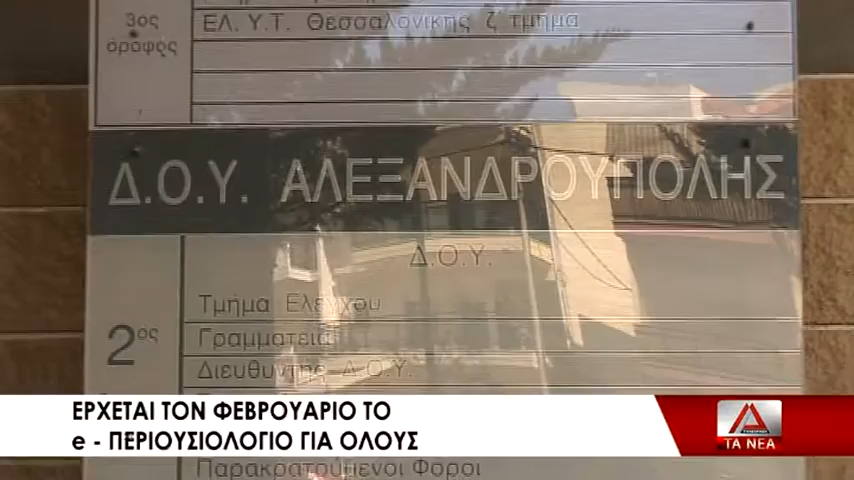 3ος
όροφος
ΕΛ. Υ.Τ. Θεσσαλονίκης ζ΄ τμήμα
Δ.Ο.Υ. ΑΛΕΞΑΝΔΡΟΥΠΟΛΗΣ
Δ.Ο.Υ.
Τμήμα Ελέγχου
2ος
Γραμματεία
Διευθυντής Δ.Ο.Υ.
ΕΡΧΕΤΑΙ ΤΟΝ ΦΕΒΡΟΥΑΡΙΟ ΤΟ
e - ΠΕΡΙΟΥΣΙΟΛΟΓΙΟ ΓΙΑ ΟΛΟΥΣ
ΤΑ ΝΕΑ
Παρακρατούμενοι Φόροι